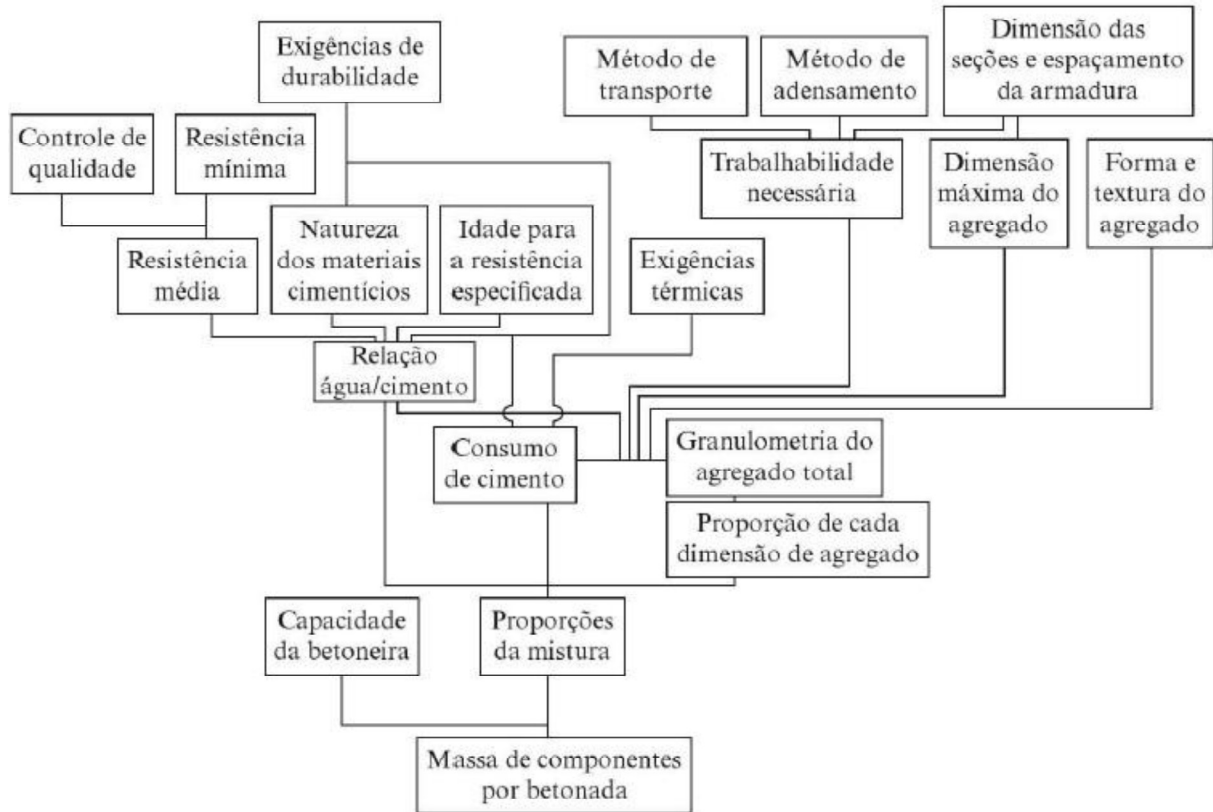 Exigências de
durabilidade
Método de
transporte
Método de
adensamento
Dimensão das
seções e espaçamento
da armadura
Controle de
qualidade
Resistência
mínima
Trabalhabilidade
necessária
Dimensão
máxima do
agregado
Forma e
textura do
agregado
Resistência
média
Natureza
dos materiais
cimentícios
Idade para
a resistência
especificada
Exigências
térmicas
Relação
água/cimento
Consumo
de cimento
Granulometria do
agregado total
Proporção de cada
dimensão de agregado
Capacidade
da betoneira
Proporções
da mistura
Massa de componentes
por betonada